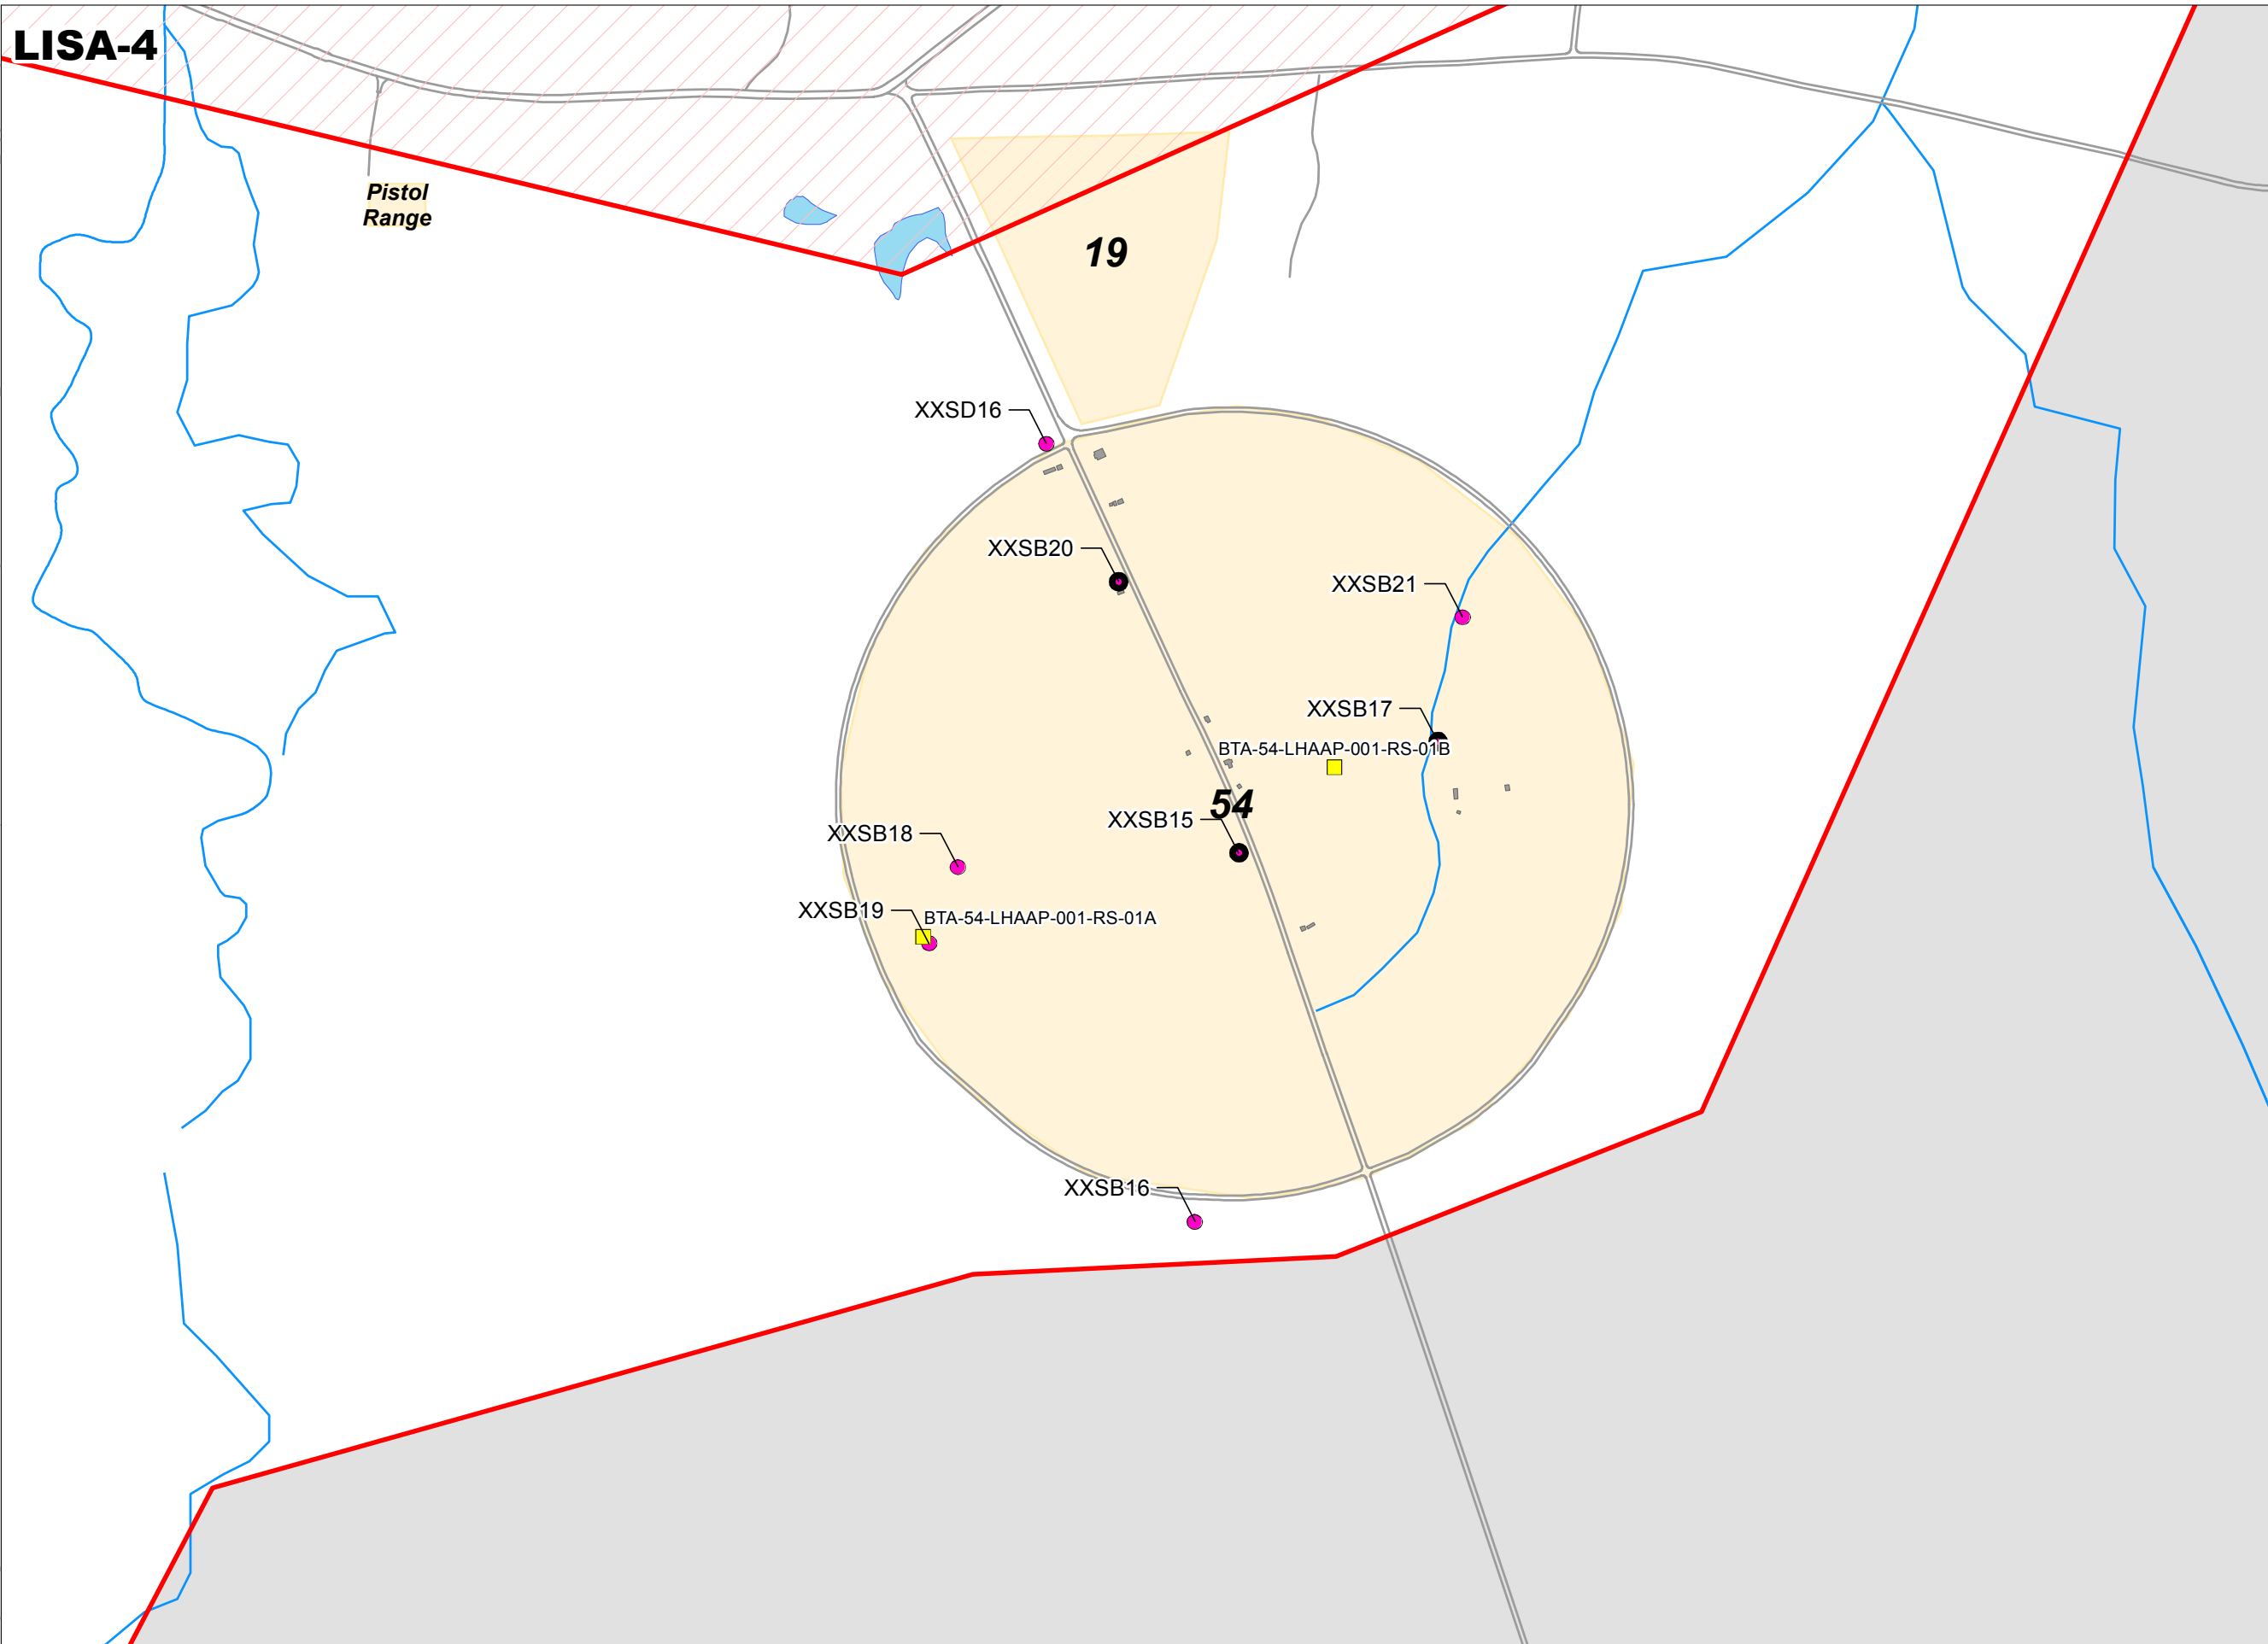 LISA-4
Pistol
Range
19
XXSD16
XXSB20
XXSB21
XXSB17
BTA-54-LHAAP-001-RS-01B
54
XXSB15
XXSB18
XXSB19
BTA-54-LHAAP-001-RS-01A
XXSB16